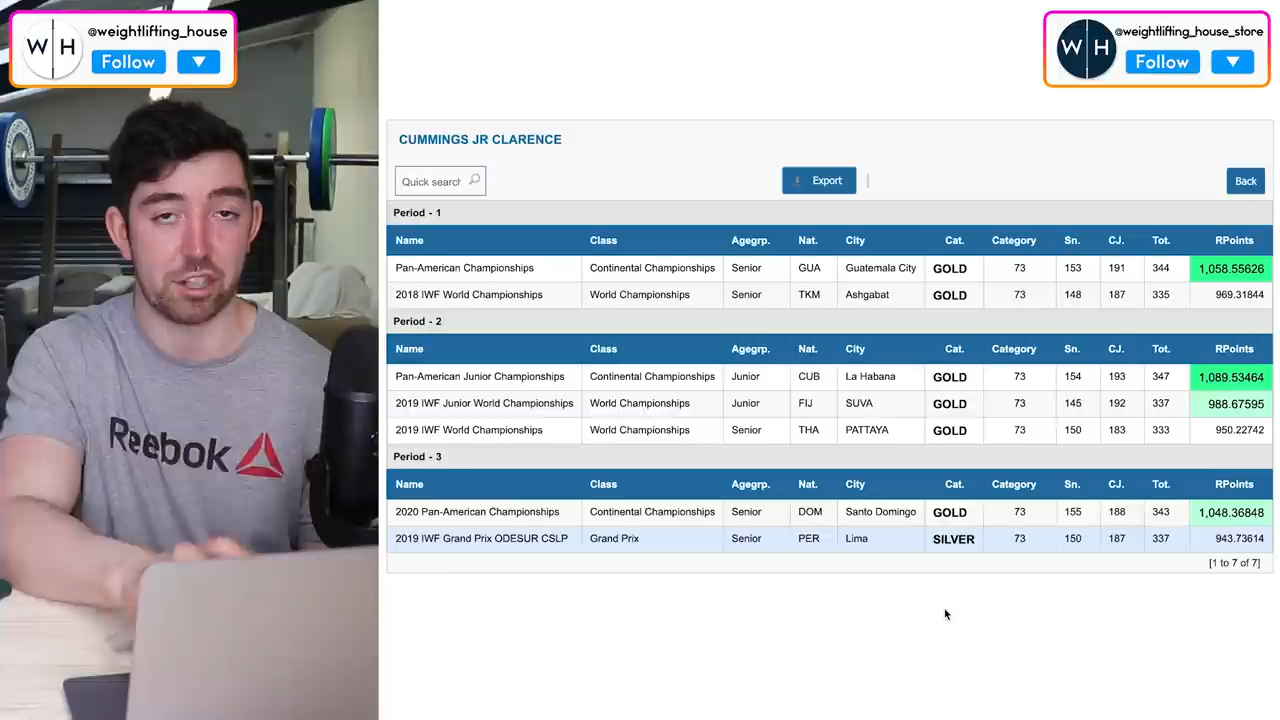 W H @weightlifting_house
Follow
W H @weightlifting_house_store
Follow
Reebok
CUMMINGS JR CLARENCE
Quick search
Export
Back
Period - 1
Name Class Agegrp. Nat. City Cat. Category Sn. CJ. Tot. RPoints
Pan-American Championships Continental Championships Senior GUA Guatemala City GOLD 73 153 191 344 1,058.55626
2018 IWF World Championships World Championships Senior TKM Ashgabat GOLD 73 148 187 335 969.31844
Period - 2
Name Class Agegrp. Nat. City Cat. Category Sn. CJ. Tot. RPoints
Pan-American Junior Championships Continental Championships Junior CUB La Habana GOLD 73 154 193 347 1,089.53464
2019 IWF Junior World Championships World Championships Junior FIJ SUVA GOLD 73 145 192 337 988.67595
2019 IWF World Championships World Championships Senior THA PATTAYA GOLD 73 150 183 333 950.22742
Period - 3
Name Class Agegrp. Nat. City Cat. Category Sn. CJ. Tot. RPoints
2020 Pan-American Championships Continental Championships Senior DOM Santo Domingo GOLD 73 155 188 343 1,048.36848
2019 IWF Grand Prix ODESUR CSLP Grand Prix Senior PER Lima SILVER 73 150 187 337 943.73614
[1 to 7 of 7]